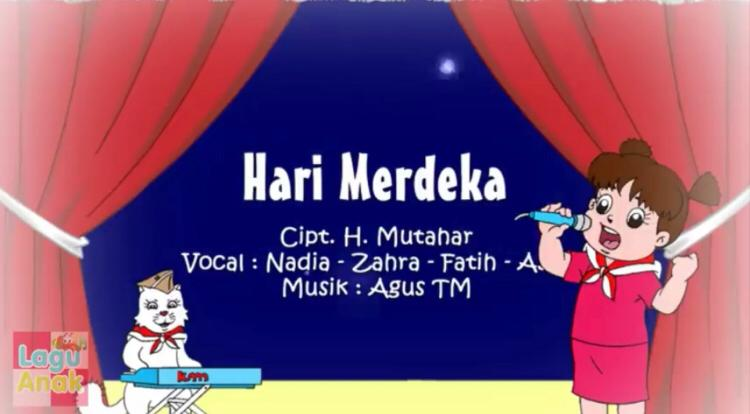 Hari Merdeka
Cipt. H. Mutahar
Vocal : Nadia - Zahra - Fatih - A
Musik : Agus TM
Lagu
Anak